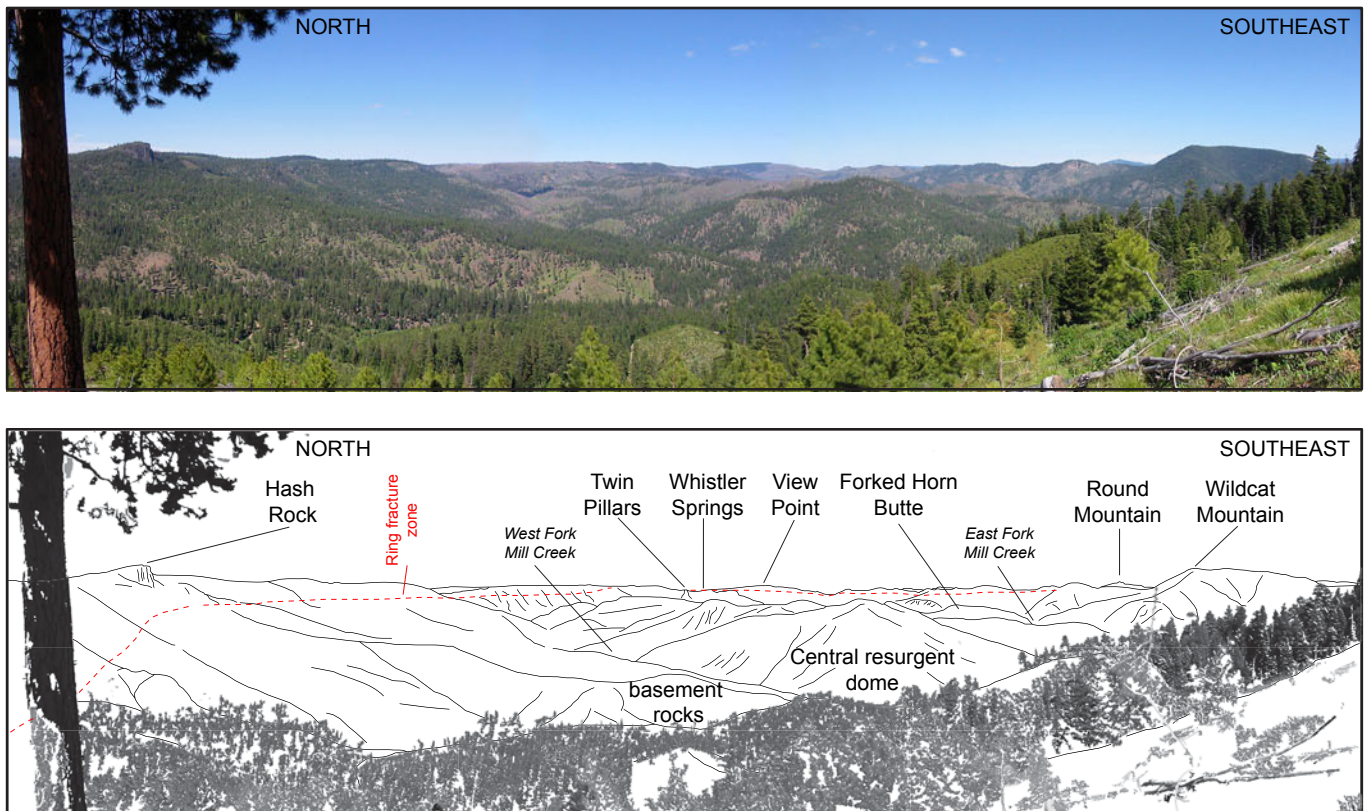 NORTH
SOUTHEAST
NORTH
SOUTHEAST
Hash
Rock
Ring fracture
zone
West Fork
Mill Creek
Twin
Pillars
Whistler
Springs
View
Point
Forked Horn
Butte
East Fork
Mill Creek
Round
Mountain
Wildcat
Mountain
Central resurgent
dome
basement
rocks